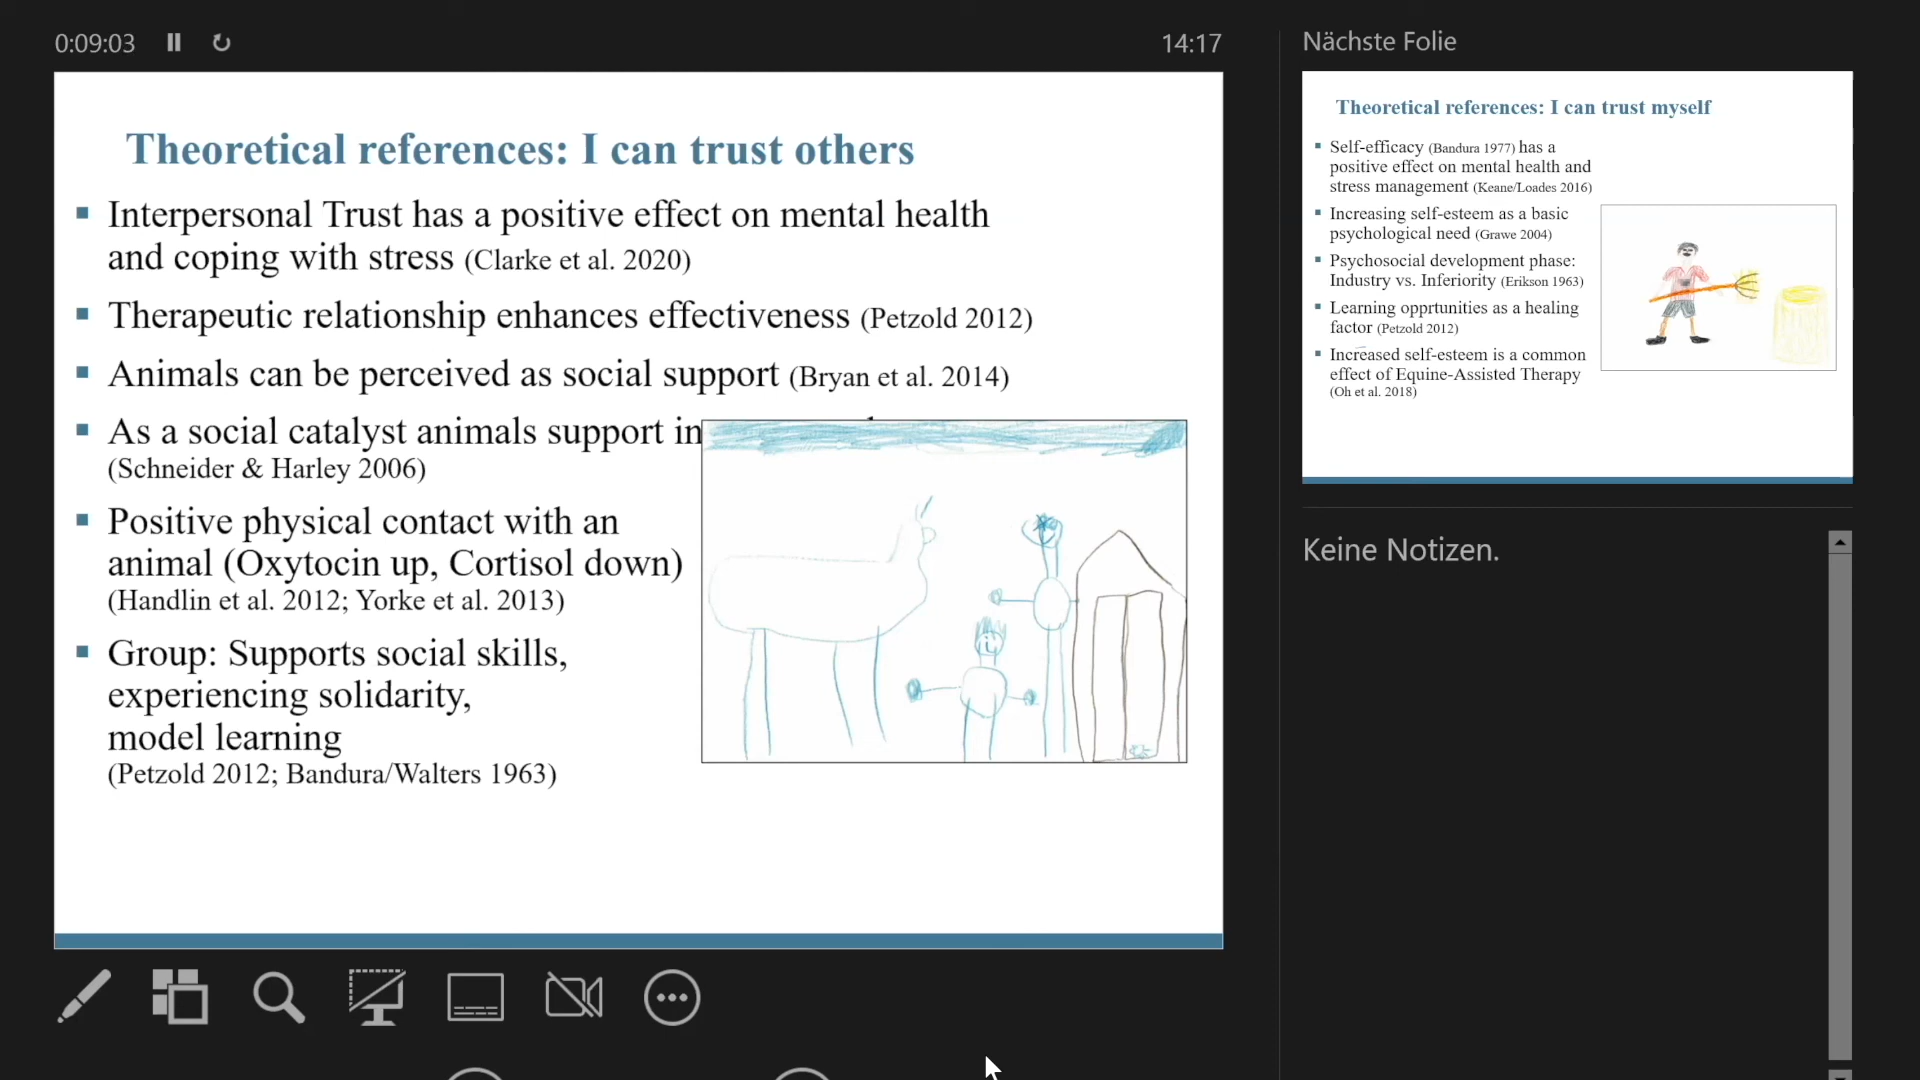 0:09:03
14:17
Nächste Folie
Theoretical references: I can trust others
Interpersonal Trust has a positive effect on mental health
and coping with stress (Clarke et al. 2020)
Therapeutic relationship enhances effectiveness (Petzold 2012)
Animals can be perceived as social support (Bryan et al. 2014)
As a social catalyst animals support in
(Schneider & Harley 2006)
Positive physical contact with an
animal (Oxytocin up, Cortisol down)
(Handlin et al. 2012; Yorke et al. 2013)
Group: Supports social skills,
experiencing solidarity,
model learning
(Petzold 2012; Bandura/Walters 1963)
Theoretical references: I can trust myself
Self-efficacy (Bandura 1977) has a
positive effect on mental health and
stress management (Keane/Loades 2016)
Increasing self-esteem as a basic
psychological need (Grawe 2004)
Psychosocial development phase:
Industry vs. Inferiority (Erikson 1963)
Learning opprtunities as a healing
factor (Petzold 2012)
Increased self-esteem is a common
effect of Equine-Assisted Therapy
(Oh et al. 2018)
Keine Notizen.